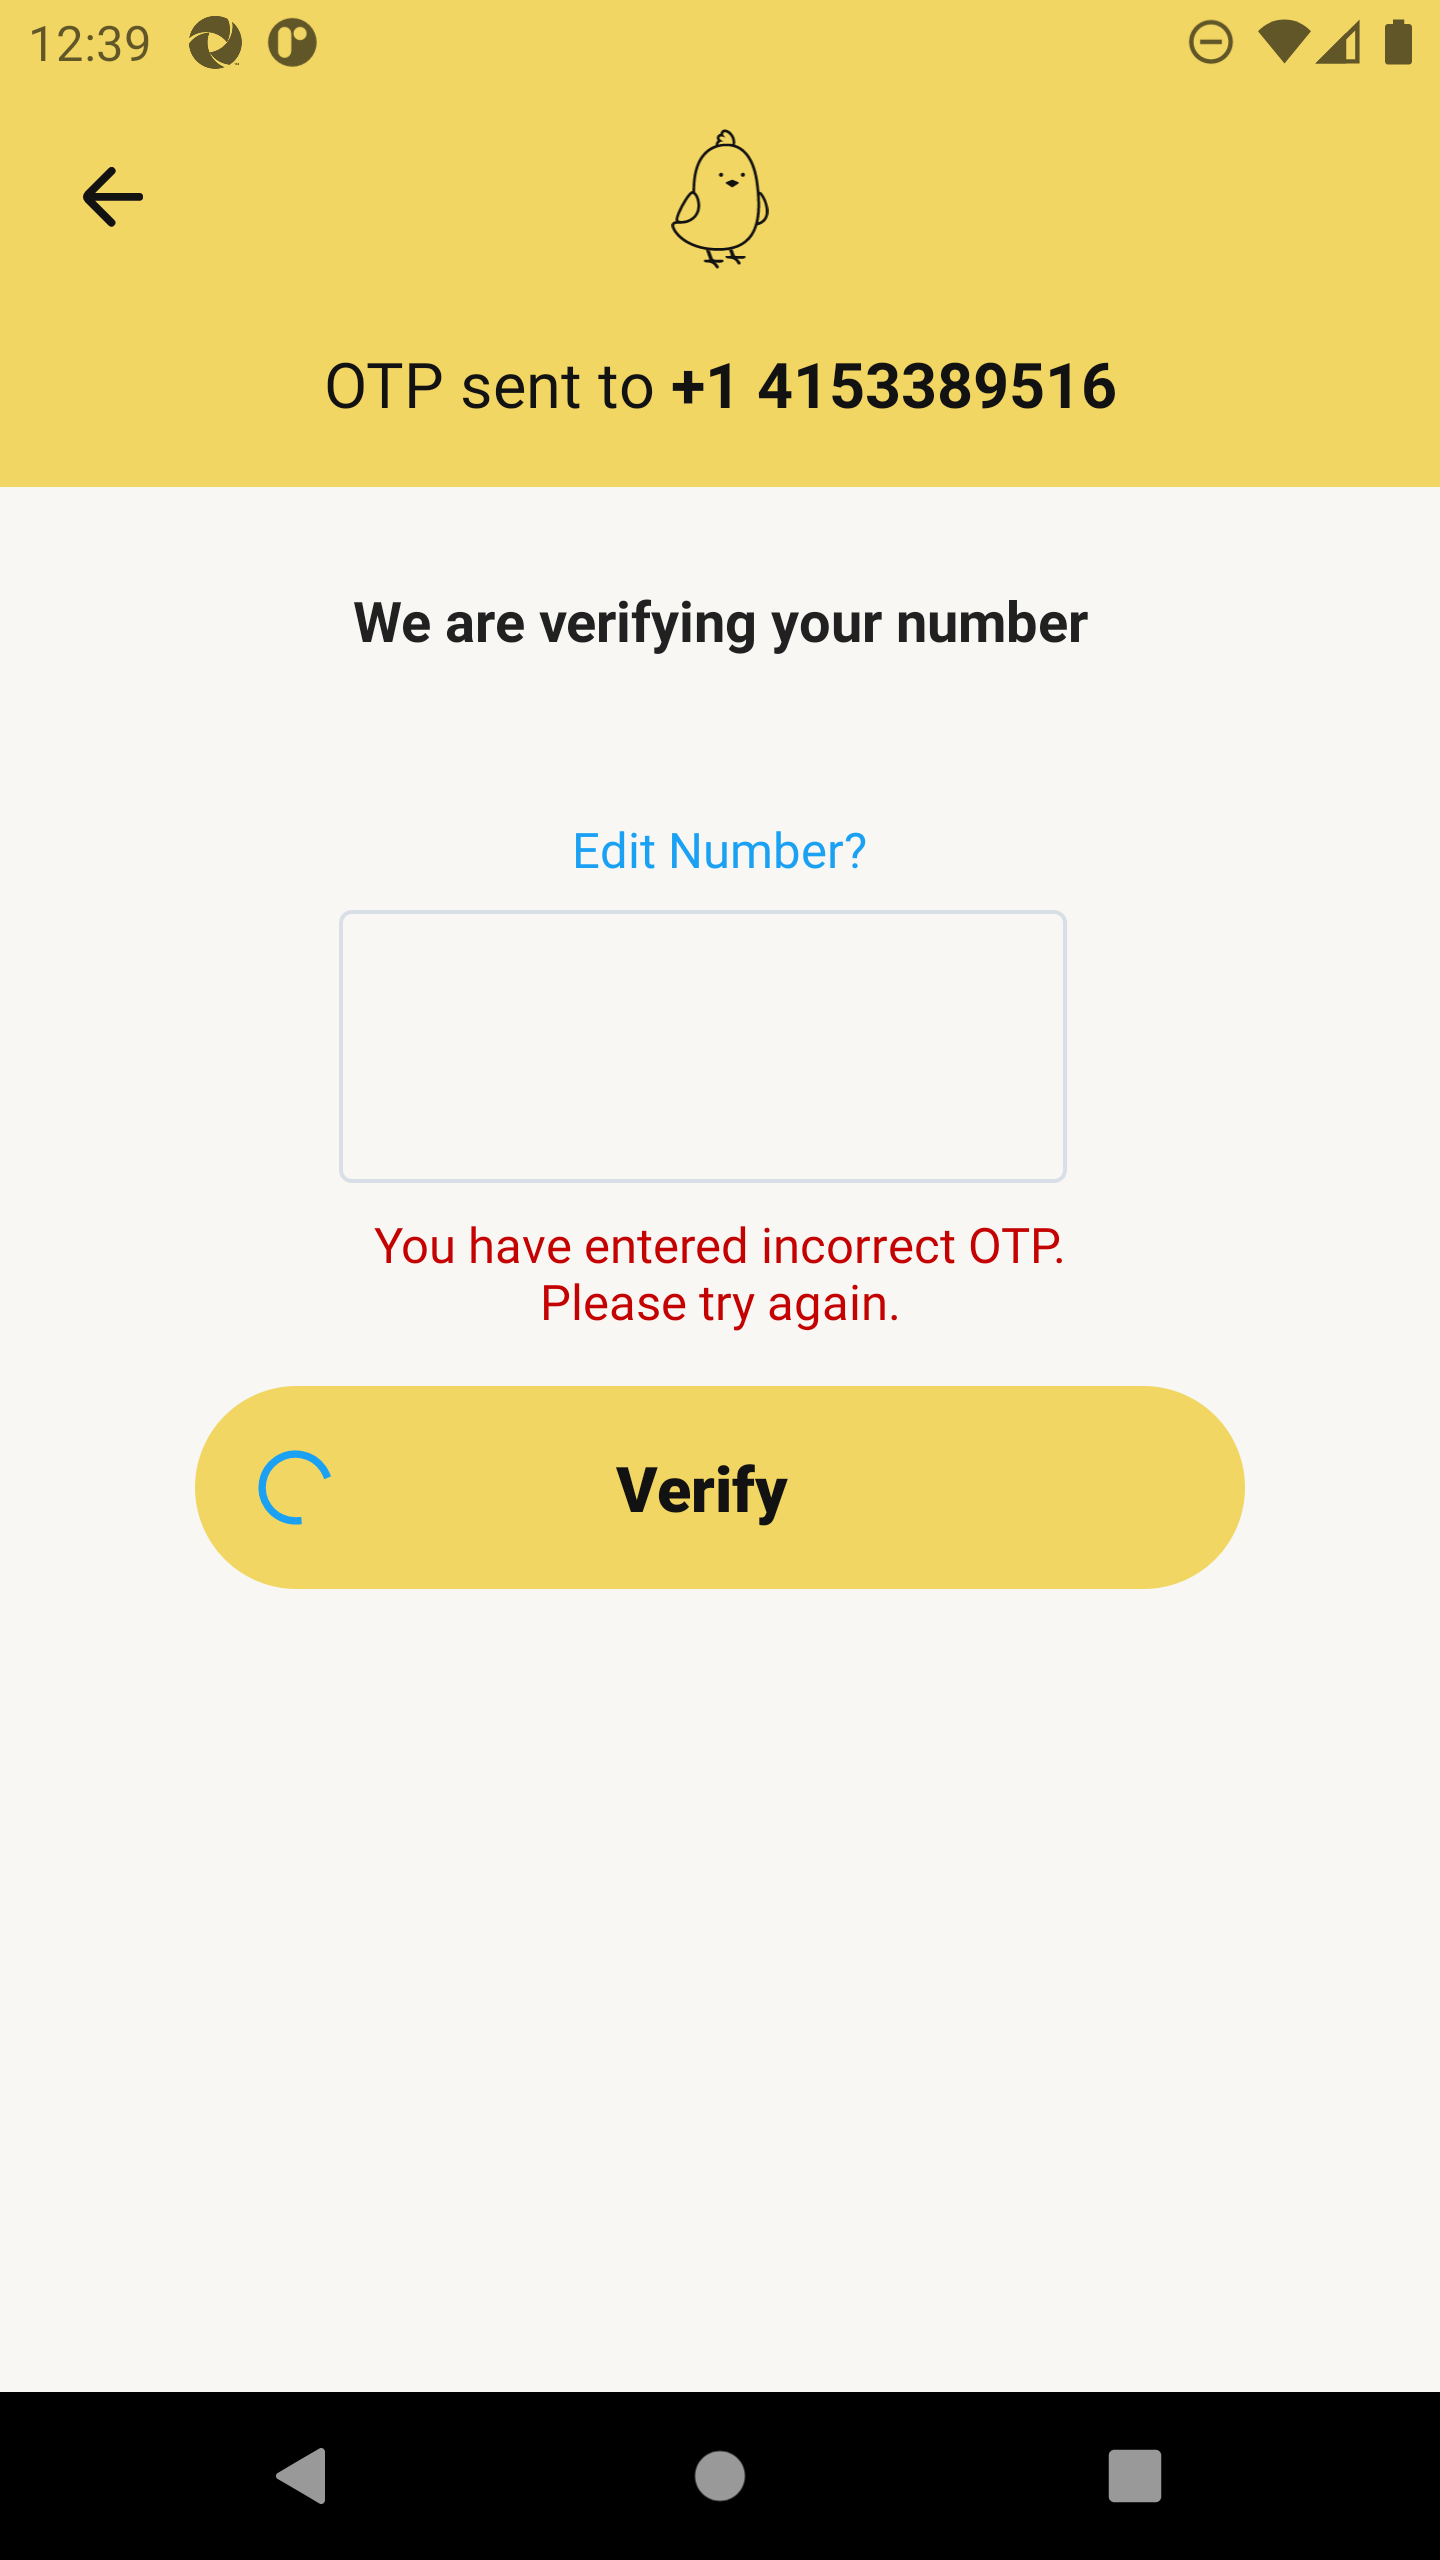 12:39
OTP sent to +1 4153389516
We are verifying your number
Edit Number?
You have entered incorrect OTP.
Please try again.
Verify